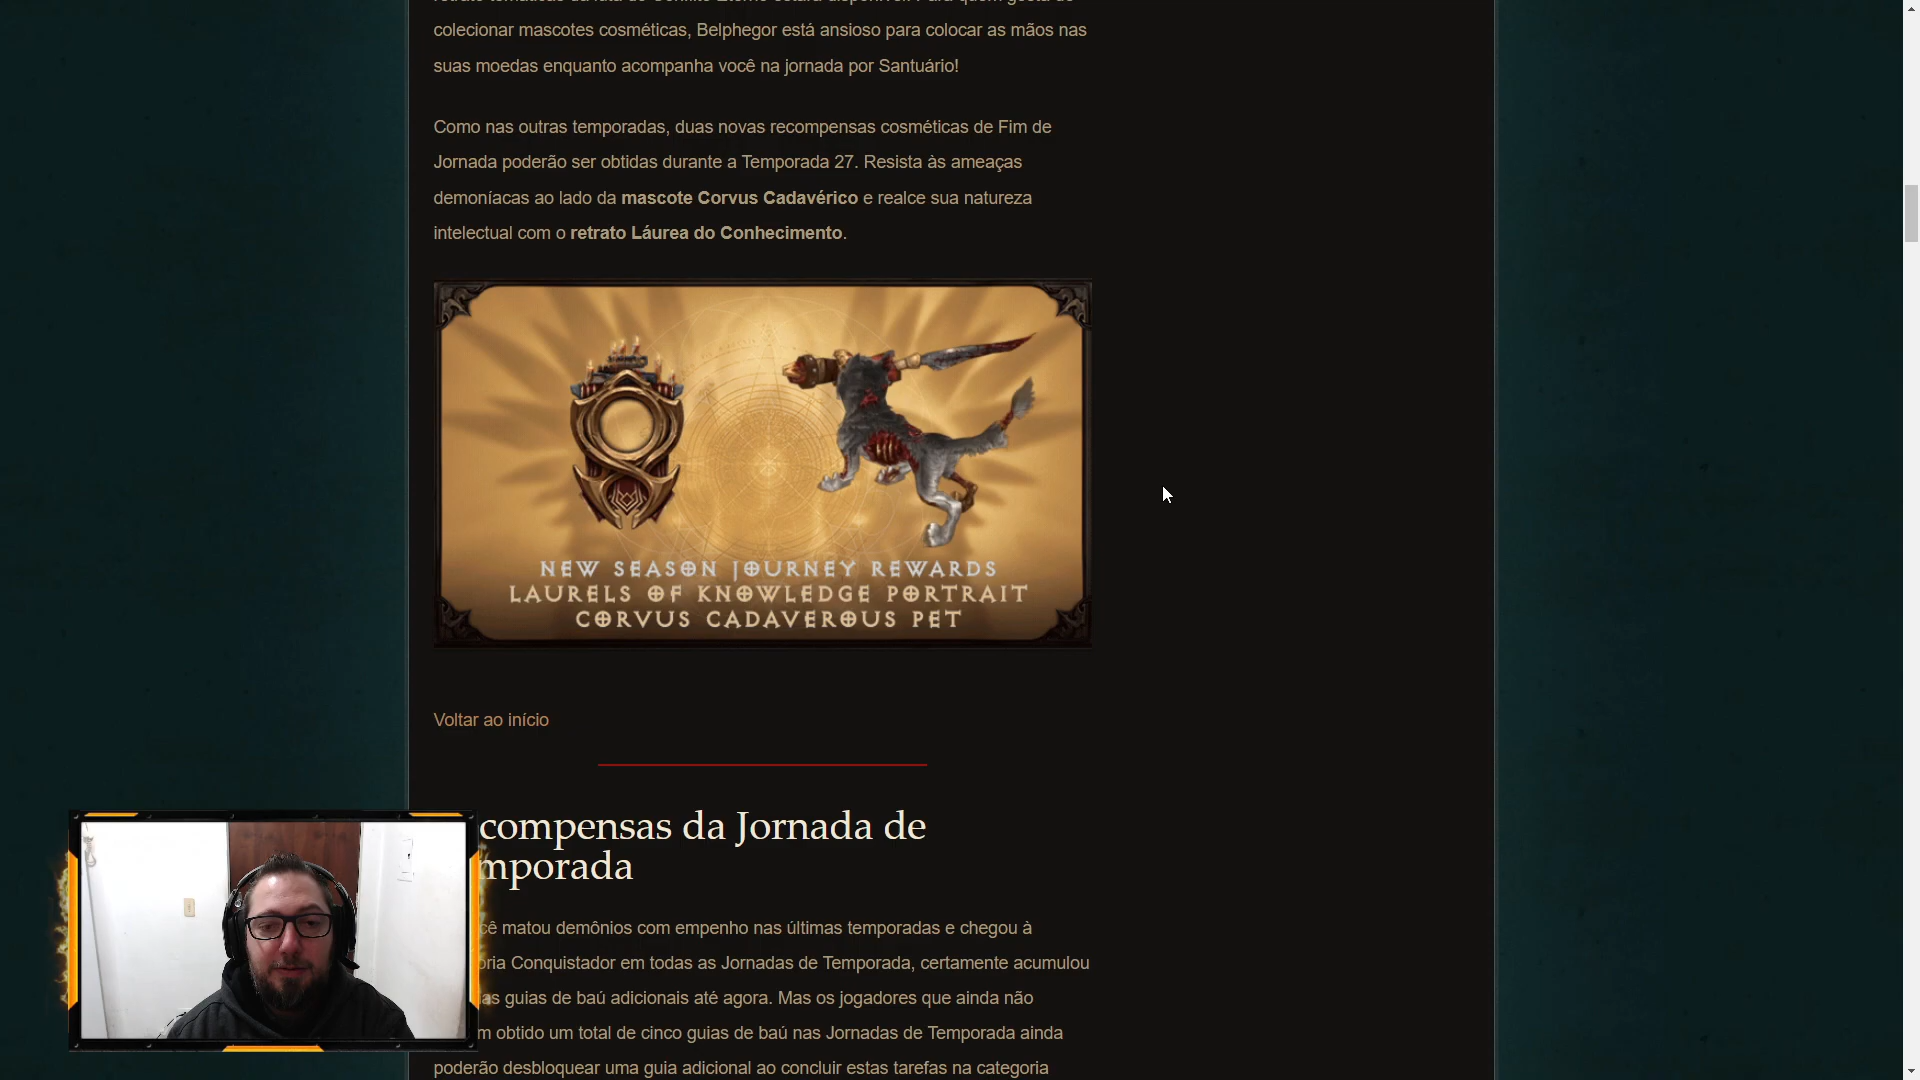 colecionar mascotes cosméticas, Belphegor está ansioso para colocar as mãos nas
suas moedas enquanto acompanha você na jornada por Santuário!
Como nas outras temporadas, duas novas recompensas cosméticas de Fim de
Jornada poderão ser obtidas durante a Temporada 27. Resista às ameaças
demoníacas ao lado da mascote Corvus Cadavérico e realce sua natureza
intelectual com o retrato Láurea do Conhecimento.
NEW SEASON JOURNEY REWARDS
LAURELS OF KNOWLEDGE PORTRAIT
CORVUS CADAVEROUS PET
Voltar ao início
compensas da Jornada de
mporada
cê matou demônios com empenho nas últimas temporadas e chegou à
oria Conquistador em todas as Jornadas de Temporada, certamente acumulou
as guias de baú adicionais até agora. Mas os jogadores que ainda não
m obtido um total de cinco guias de baú nas Jornadas de Temporada ainda
poderão desbloquear uma guia adicional ao concluir estas tarefas na categoria